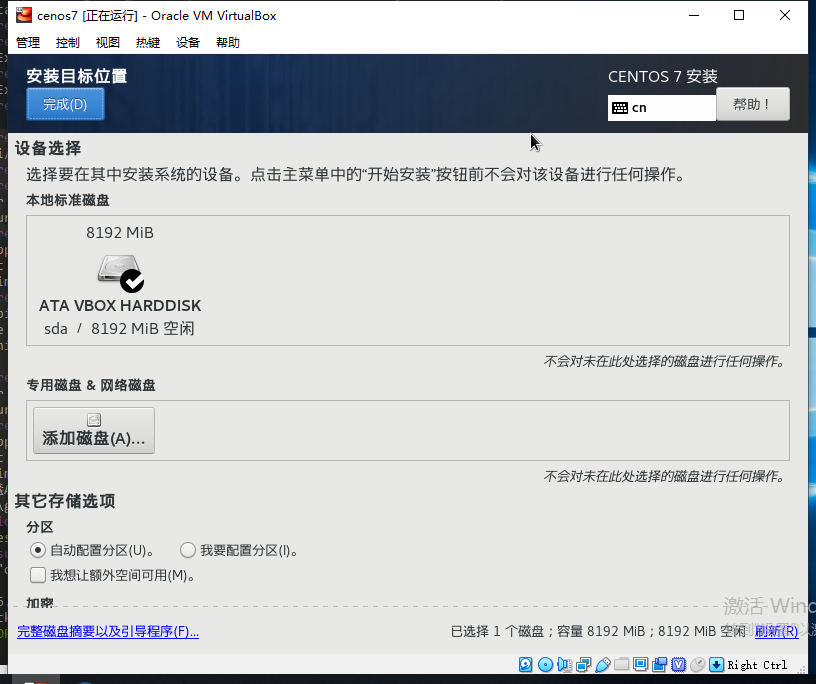 cenos7 [正在运行] - Oracle VM VirtualBox
管理 控制 视图 热键 设备 帮助
安装目标位置
CENTOS 7 安装
完成(D)
cn
帮助！
设备选择
选择要在其中安装系统的设备。点击主菜单中的“开始安装”按钮前不会对该设备进行任何操作。
本地标准磁盘
8192 MiB
ATA VBOX HARDDISK
sda / 8192 MiB 空闲
不会对未在此处选择的磁盘进行任何操作。
专用磁盘 & 网络磁盘
添加磁盘(A)...
不会对未在此处选择的磁盘进行任何操作。
其它存储选项
分区
自动配置分区(U)。 我要配置分区(I)。
我想让额外空间可用(M)。
加密
激活 Wind
完整磁盘摘要以及引导程序(F)...
已选择 1 个磁盘；容量 8192 MiB；8192 MiB 空闲 刷新(R)
Right Ctrl